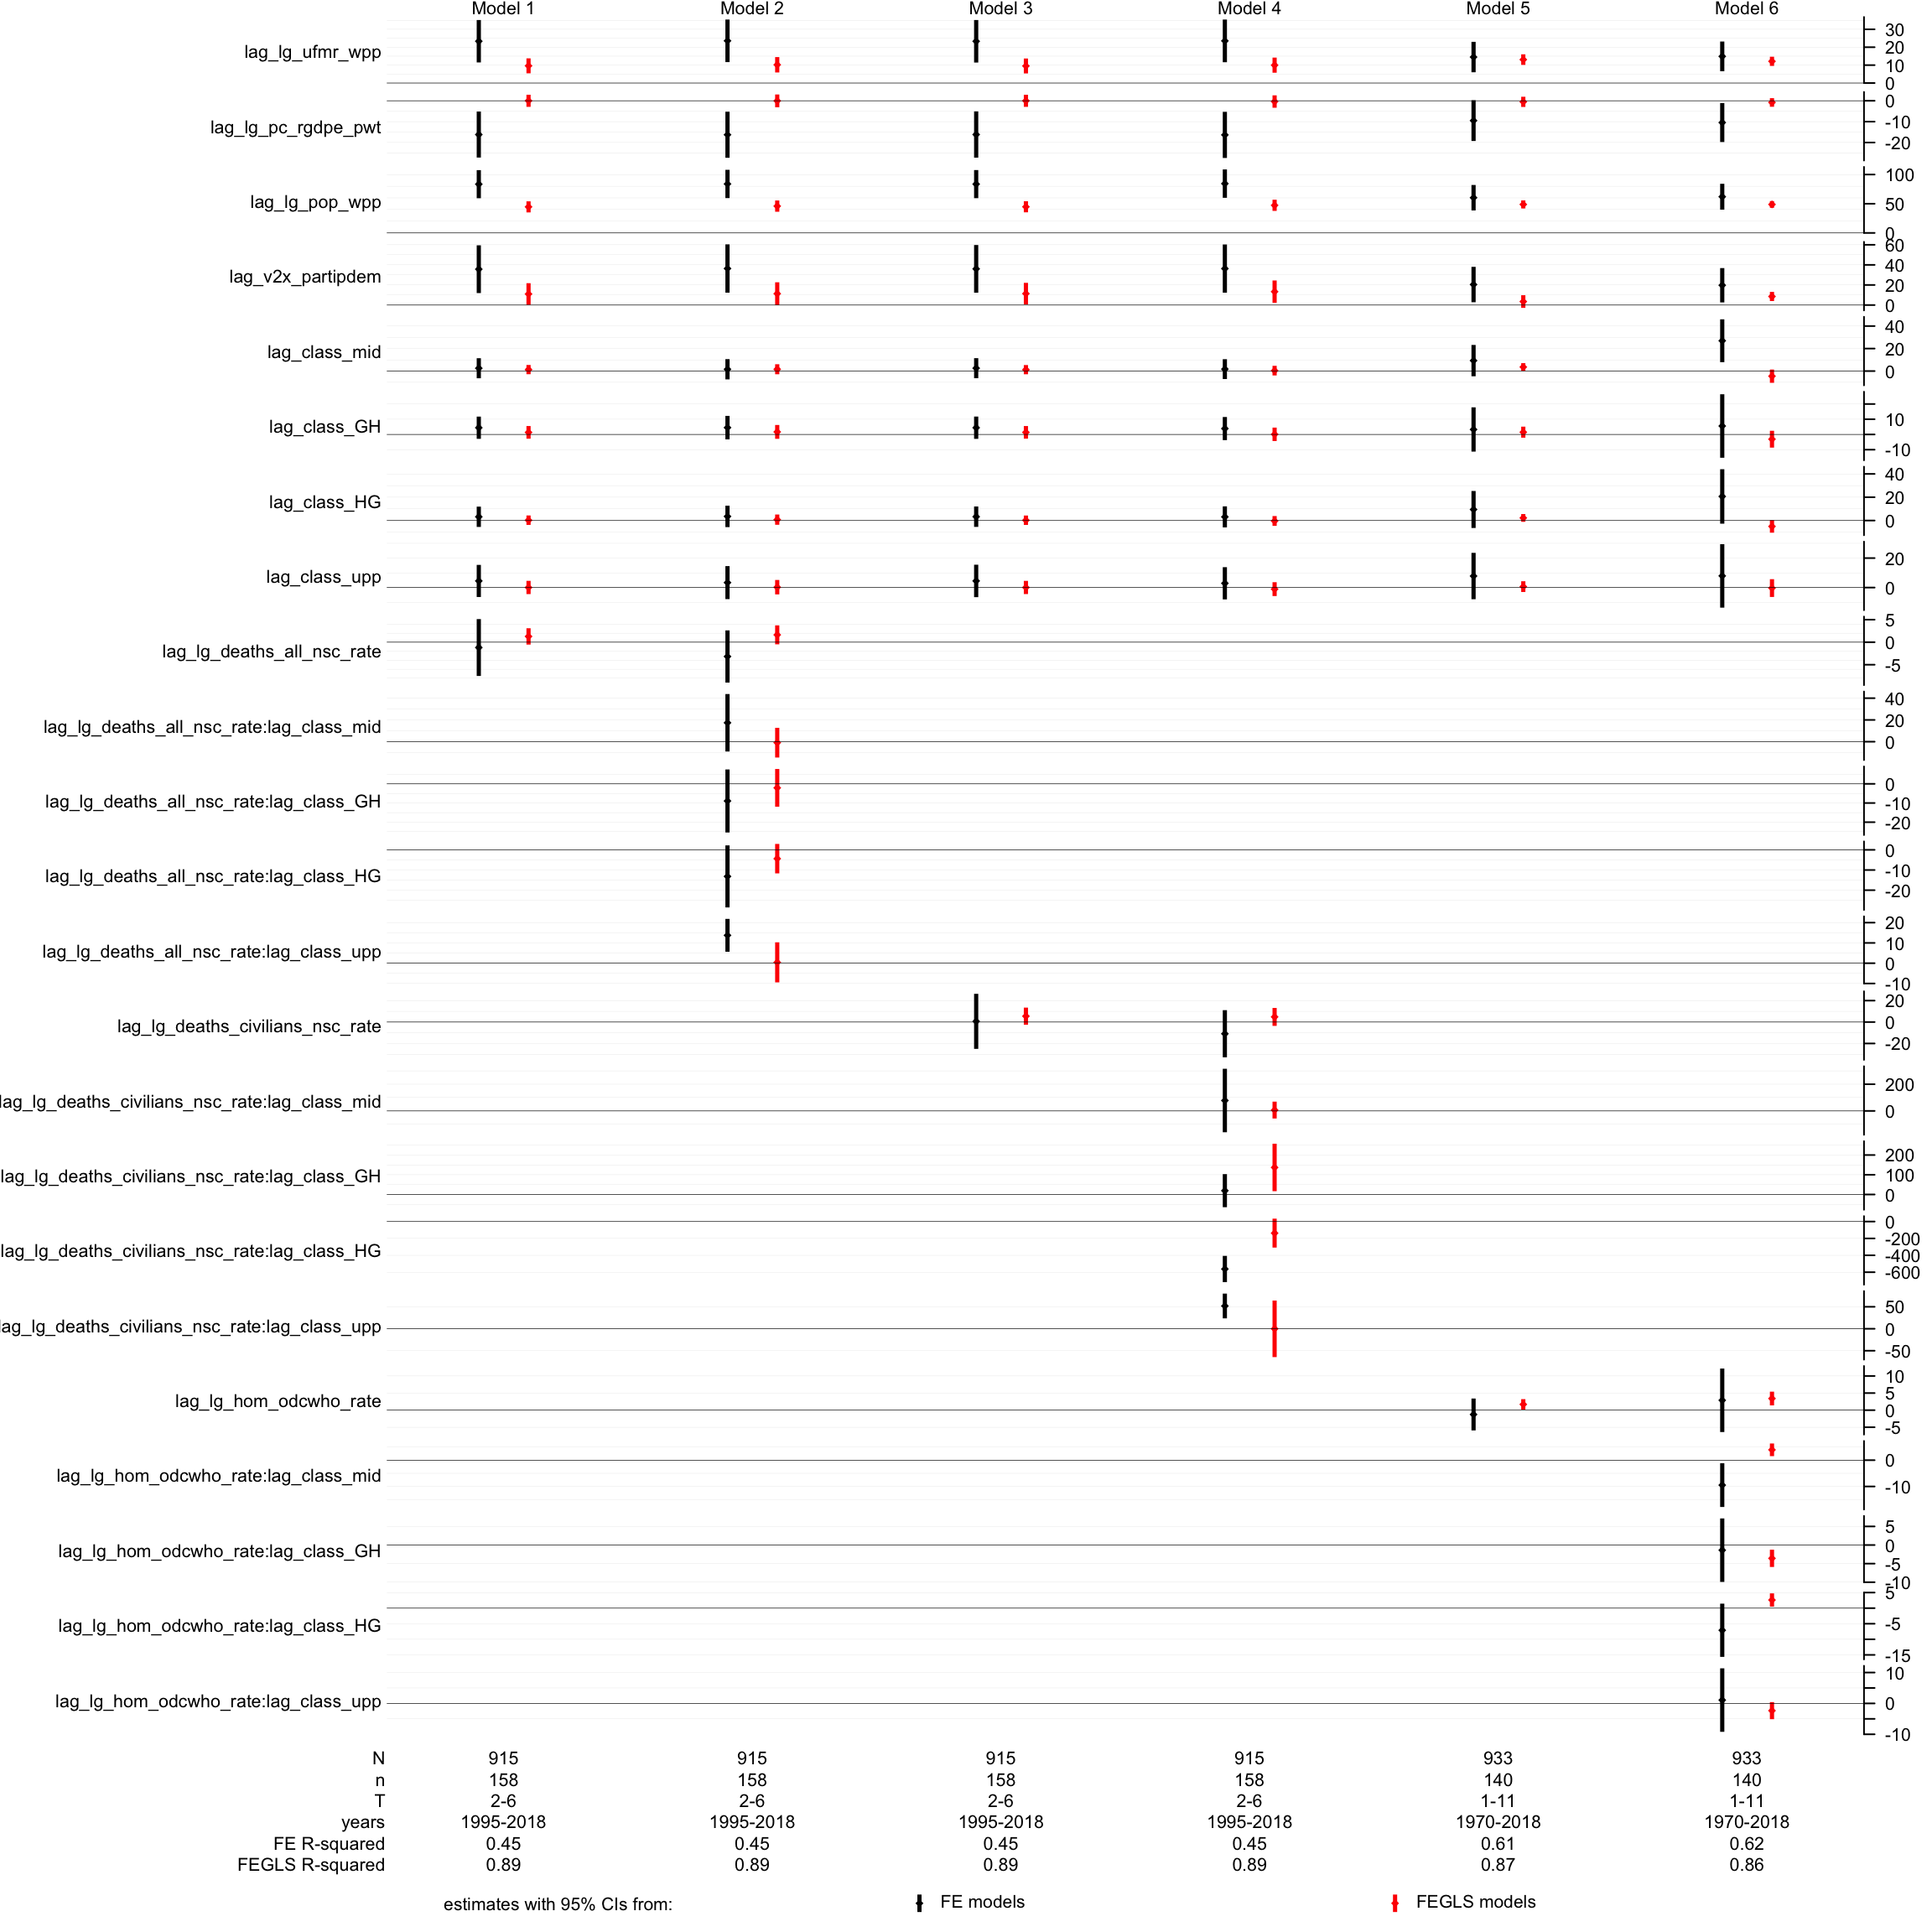 Model 1 Model 2 Model 3 Model 4 Model 5 Model 6
lag_lg_ufmr_wpp
30
20
10
0
lag_lg_pc_rgdpe_pwt
0
-10
-20
lag_lg_pop_wpp
100
50
0
lag_v2x_partipdem
60
40
20
0
lag_class_mid
40
20
0
lag_class_GH
10
-10
lag_class_HG
40
20
0
lag_class_upp
20
0
lag_lg_deaths_all_nsc_rate
5
0
-5
lag_lg_deaths_all_nsc_rate:lag_class_mid
40
20
0
lag_lg_deaths_all_nsc_rate:lag_class_GH
0
-10
-20
lag_lg_deaths_all_nsc_rate:lag_class_HG
0
-10
-20
lag_lg_deaths_all_nsc_rate:lag_class_upp
20
10
0
-10
lag_lg_deaths_civilians_nsc_rate
20
0
-20
lag_lg_deaths_civilians_nsc_rate:lag_class_mid
200
0
lag_lg_deaths_civilians_nsc_rate:lag_class_GH
200
100
0
lag_lg_deaths_civilians_nsc_rate:lag_class_HG
0
-200
-400
-600
lag_lg_deaths_civilians_nsc_rate:lag_class_upp
50
0
-50
lag_lg_hom_odcwho_rate
10
5
0
-5
lag_lg_hom_odcwho_rate:lag_class_mid
0
-10
lag_lg_hom_odcwho_rate:lag_class_GH
5
0
-5
-10
lag_lg_hom_odcwho_rate:lag_class_HG
5
-5
-15
lag_lg_hom_odcwho_rate:lag_class_upp
10
0
-10
N 915 915 915 915 933 933
n 158 158 158 158 140 140
T 2-6 2-6 2-6 2-6 1-11 1-11
years 1995-2018 1995-2018 1995-2018 1995-2018 1970-2018 1970-2018
FE R-squared 0.45 0.45 0.45 0.45 0.61 0.62
FEGLS R-squared 0.89 0.89 0.89 0.89 0.87 0.86
estimates with 95% CIs from: FE models FEGLS models